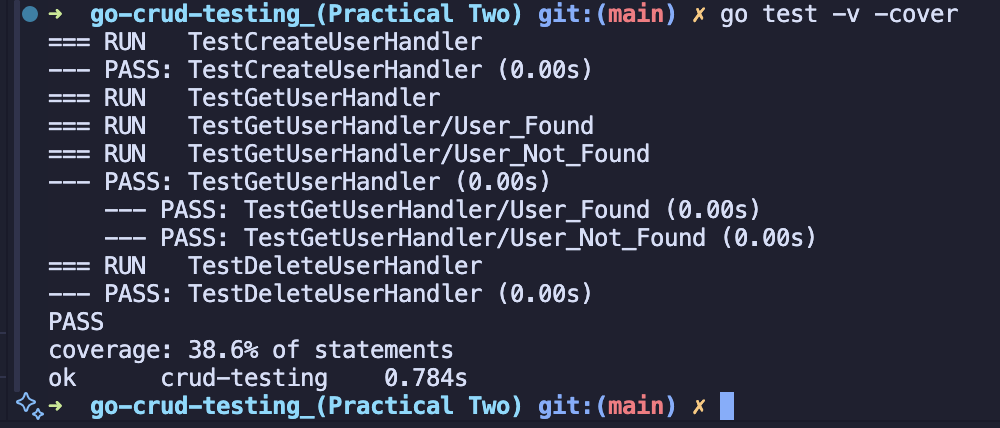 ➜  go-crud-testing_(Practical Two) git:(main) ✗ go test -v -cover
=== RUN   TestCreateUserHandler
--- PASS: TestCreateUserHandler (0.00s)
=== RUN   TestGetUserHandler
=== RUN   TestGetUserHandler/User_Found
=== RUN   TestGetUserHandler/User_Not_Found
--- PASS: TestGetUserHandler (0.00s)
    --- PASS: TestGetUserHandler/User_Found (0.00s)
    --- PASS: TestGetUserHandler/User_Not_Found (0.00s)
=== RUN   TestDeleteUserHandler
--- PASS: TestDeleteUserHandler (0.00s)
PASS
coverage: 38.6% of statements
ok      crud-testing    0.784s
➜  go-crud-testing_(Practical Two) git:(main) ✗